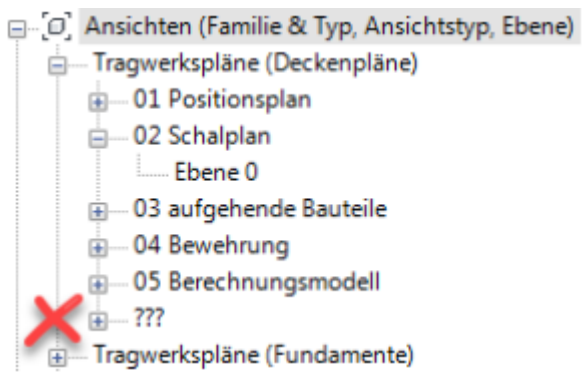 Ansichten (Familie & Typ, Ansichtstyp, Ebene)
Tragwerkspläne (Deckenpläne)
01 Positionsplan
02 Schalplan
Ebene 0
03 aufgehende Bauteile
04 Bewehrung
05 Berechnungsmodell
???
Tragwerkspläne (Fundamente)